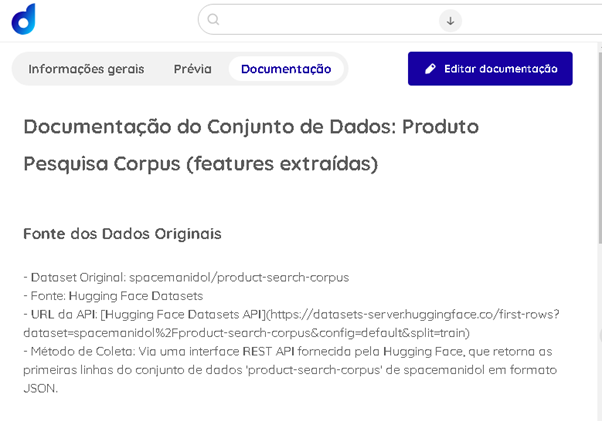 Informações gerais
Prévia
Documentação
Editar documentação
Documentação do Conjunto de Dados: Produto
Pesquisa Corpus (features extraídas)
Fonte dos Dados Originais
- Dataset Original: spacemanidol/product-search-corpus
- Fonte: Hugging Face Datasets
- URL da API: [Hugging Face Datasets API](https://datasets-server.huggingface.co/first-rows?
dataset=spacemanidol%2Fproduct-search-corpus&config=default&split=train)
- Método de Coleta: Via uma interface REST API fornecida pela Hugging Face, que retorna as
primeiras linhas do conjunto de dados 'product-search-corpus' de spacemanidol em formato
JSON.